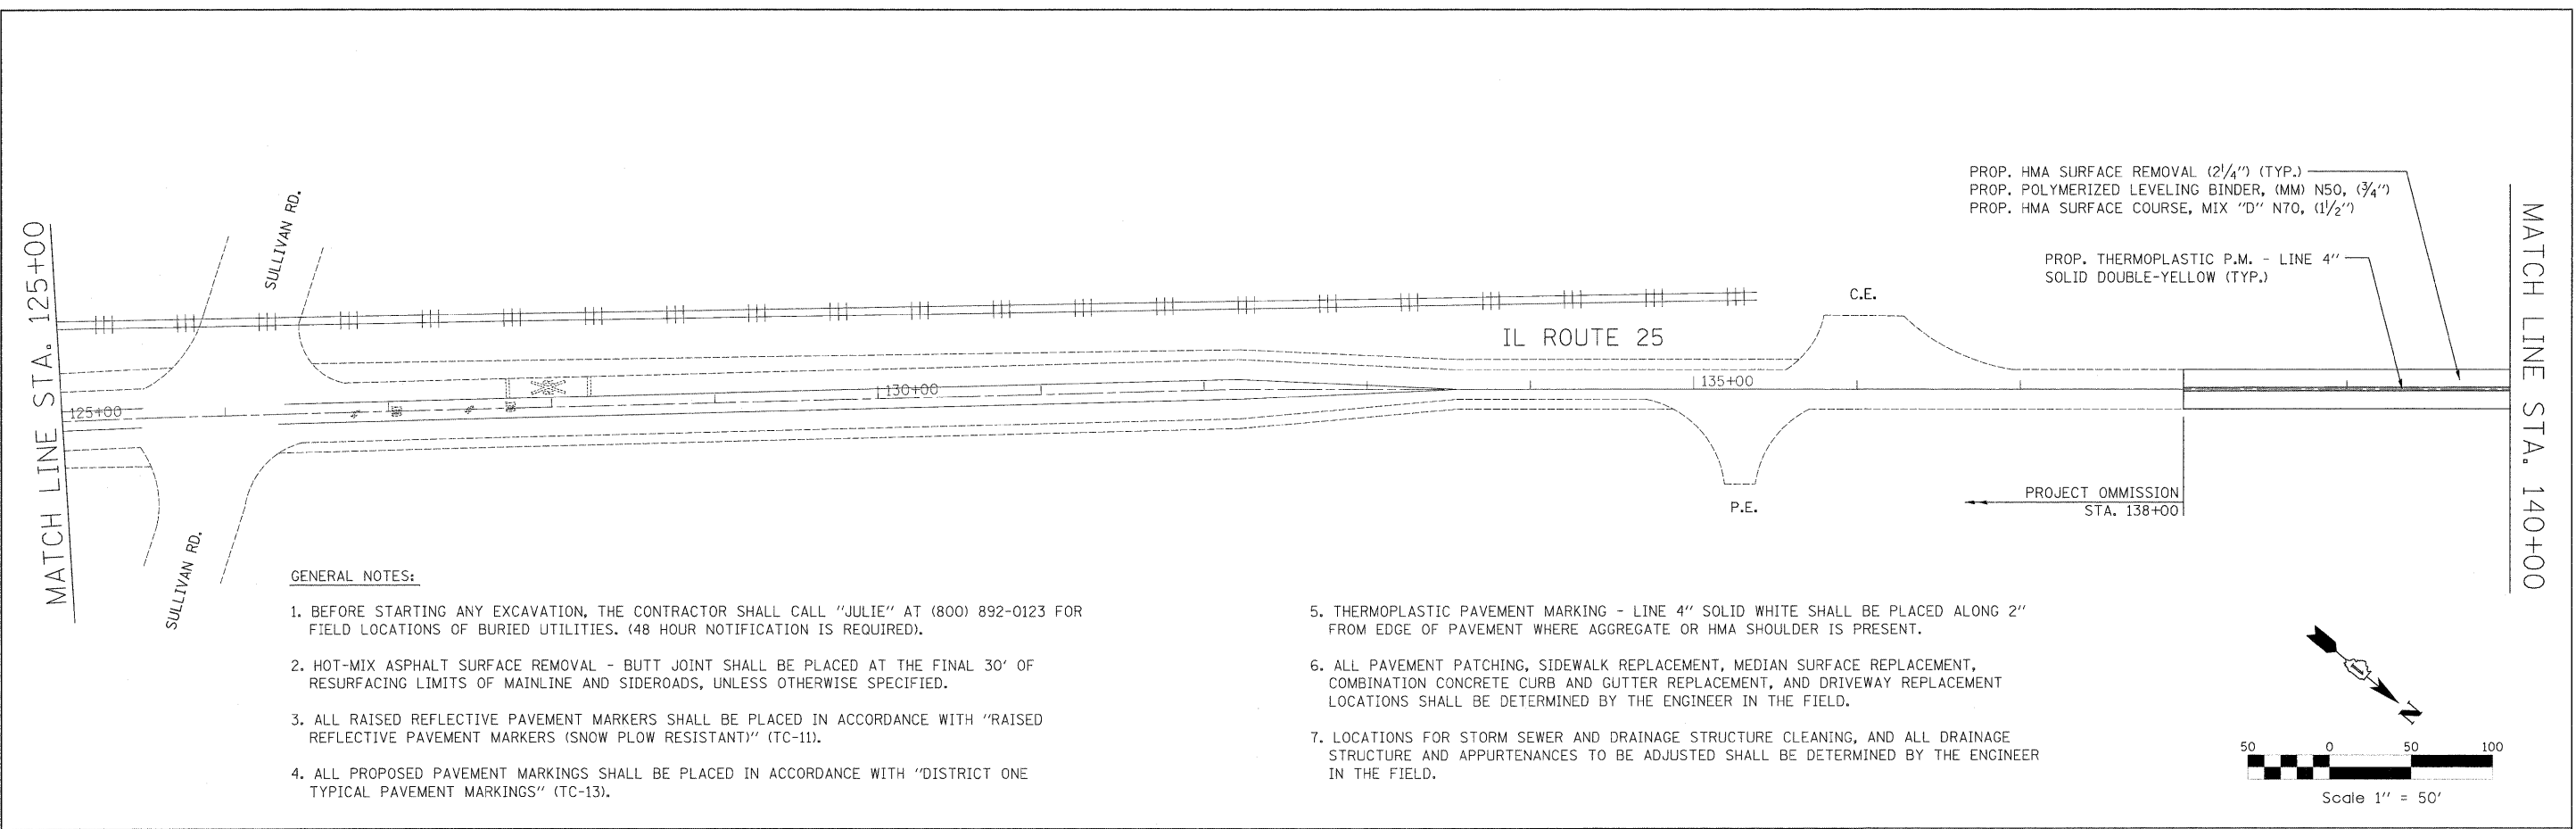 PROP. HMA SURFACE REMOVAL (2 1/4") (TYP.)
PROP. POLYMERIZED LEVELING BINDER, (MM) N50, (3/4")
PROP. HMA SURFACE COURSE, MIX "D" N70, (1 1/2")
PROP. THERMOPLASTIC P.M. - LINE 4"
SOLID DOUBLE-YELLOW (TYP.)
MATCH LINE STA. 125+00
SULLIVAN RD.
C.E.
IL ROUTE 25
125+00
130+00
135+00
MATCH LINE STA. 140+00
SULLIVAN RD.
P.E.
PROJECT OMMISSION
STA. 138+00
GENERAL NOTES:
1. BEFORE STARTING ANY EXCAVATION, THE CONTRACTOR SHALL CALL "JULIE" AT (800) 892-0123 FOR
FIELD LOCATIONS OF BURIED UTILITIES. (48 HOUR NOTIFICATION IS REQUIRED).
2. HOT-MIX ASPHALT SURFACE REMOVAL - BUTT JOINT SHALL BE PLACED AT THE FINAL 30' OF
RESURFACING LIMITS OF MAINLINE AND SIDEROADS, UNLESS OTHERWISE SPECIFIED.
3. ALL RAISED REFLECTIVE PAVEMENT MARKERS SHALL BE PLACED IN ACCORDANCE WITH "RAISED
REFLECTIVE PAVEMENT MARKERS (SNOW PLOW RESISTANT)" (TC-11).
4. ALL PROPOSED PAVEMENT MARKINGS SHALL BE PLACED IN ACCORDANCE WITH "DISTRICT ONE
TYPICAL PAVEMENT MARKINGS" (TC-13).
5. THERMOPLASTIC PAVEMENT MARKING - LINE 4" SOLID WHITE SHALL BE PLACED ALONG 2"
FROM EDGE OF PAVEMENT WHERE AGGREGATE OR HMA SHOULDER IS PRESENT.
6. ALL PAVEMENT PATCHING, SIDEWALK REPLACEMENT, MEDIAN SURFACE REPLACEMENT,
COMBINATION CONCRETE CURB AND GUTTER REPLACEMENT, AND DRIVEWAY REPLACEMENT
LOCATIONS SHALL BE DETERMINED BY THE ENGINEER IN THE FIELD.
7. LOCATIONS FOR STORM SEWER AND DRAINAGE STRUCTURE CLEANING, AND ALL DRAINAGE
STRUCTURE AND APPURTENANCES TO BE ADJUSTED SHALL BE DETERMINED BY THE ENGINEER
IN THE FIELD.
N
50 0 50 100
Scale 1" = 50'